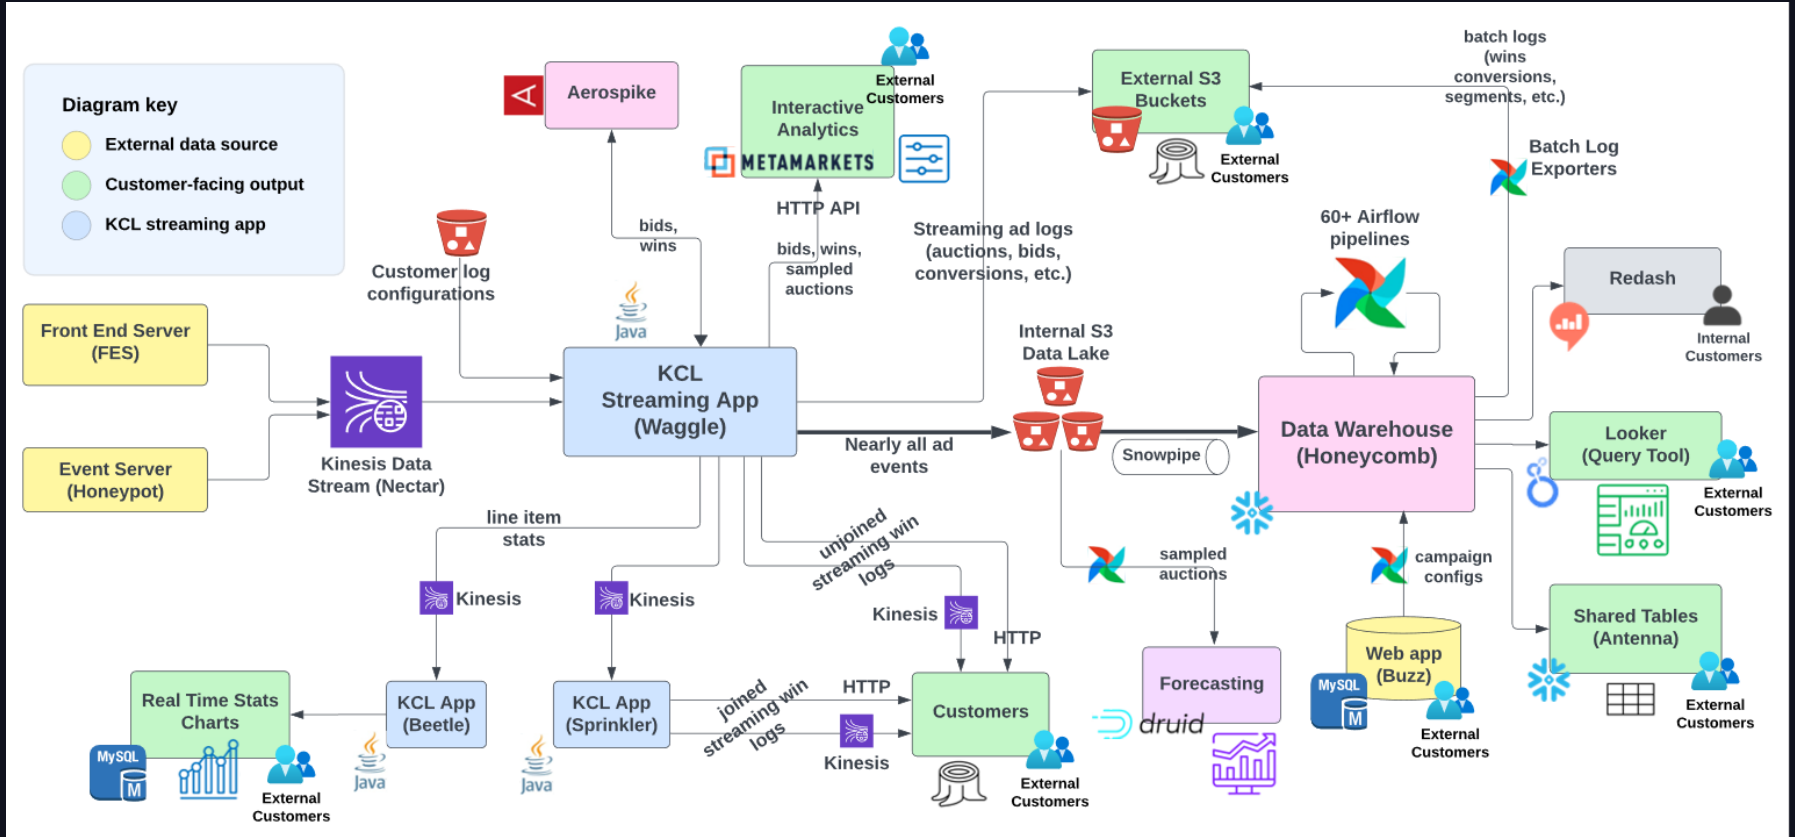 Diagram key
External data source
Customer-facing output
KCL streaming app
Aerospike
Interactive
Analytics
METAMARKETS
External
Customers
HTTP API
External S3
Buckets
External
Customers
batch logs
(wins
conversions,
segments, etc.)
Batch Log
Exporters
Customer log
configurations
bids,
wins
bids, wins,
sampled
auctions
Streaming ad logs
(auctions, bids,
conversions, etc.)
60+ Airflow
pipelines
Redash
Internal
Customers
Java
Front End Server
(FES)
Event Server
(Honeypot)
Kinesis Data
Stream (Nectar)
KCL
Streaming App
(Waggle)
Internal S3
Data Lake
Nearly all ad
events
Snowpipe
Data Warehouse
(Honeycomb)
Looker
(Query Tool)
External
Customers
line item
stats
unjoined
streaming win
logs
sampled
auctions
campaign
configs
Kinesis
Kinesis
Kinesis
HTTP
Shared Tables
(Antenna)
External
Customers
Web app
(Buzz)
MySQL
M
External
Customers
Forecasting
druid
Real Time Stats
Charts
MySQL
M
External
Customers
KCL App
(Beetle)
Java
KCL App
(Sprinkler)
Java
joined
streaming win
logs
HTTP
Kinesis
Customers
External
Customers